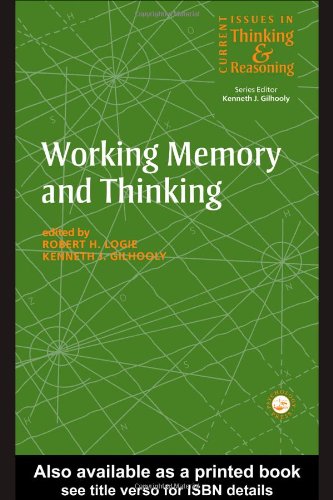 CURRENT
ISSUES IN
Thinking
&
Reasoning
Series Editor
Kenneth J. Gilhooly
Working Memory
and Thinking
edited by
ROBERT H. LOGIE
KENNETH J. GILHOOLY
Also available as a printed book
see title verso for ISBN details